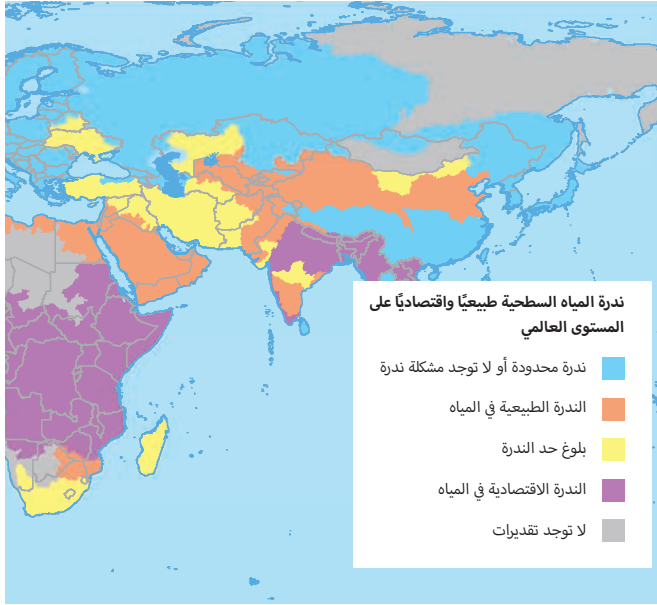 ندرة المياه السطحية طبيعيًا واقتصاديًا على
المستوى العالمي
ندرة محدودة أو لا توجد مشكلة ندرة
الندرة الطبيعية في المياه
بلوغ حد الندرة
الندرة الاقتصادية في المياه
لا توجد تقديرات